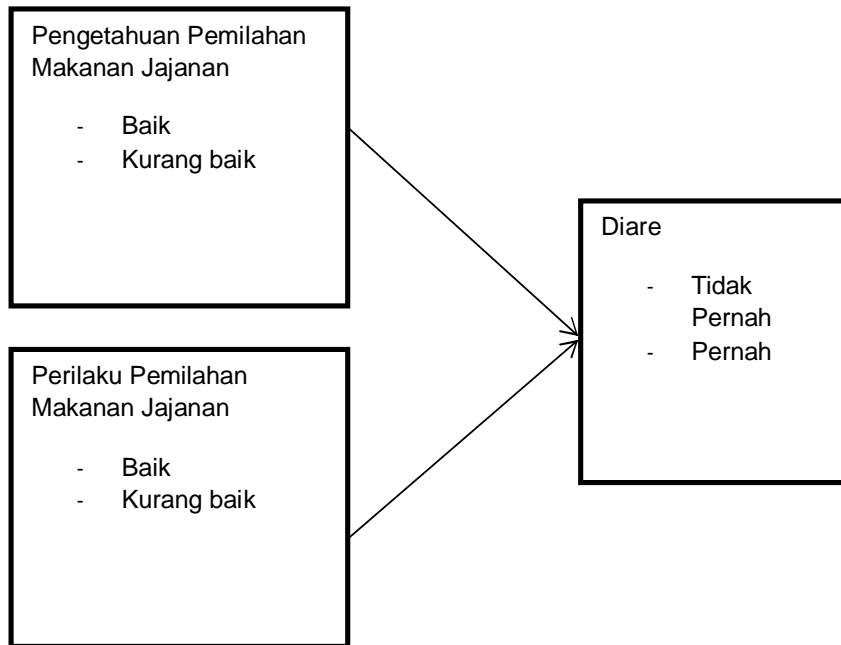 Pengetahuan Pemilahan
Makanan Jajanan
- Baik
- Kurang baik
Perilaku Pemilahan
Makanan Jajanan
- Baik
- Kurang baik
Diare
- Tidak
Pernah
- Pernah